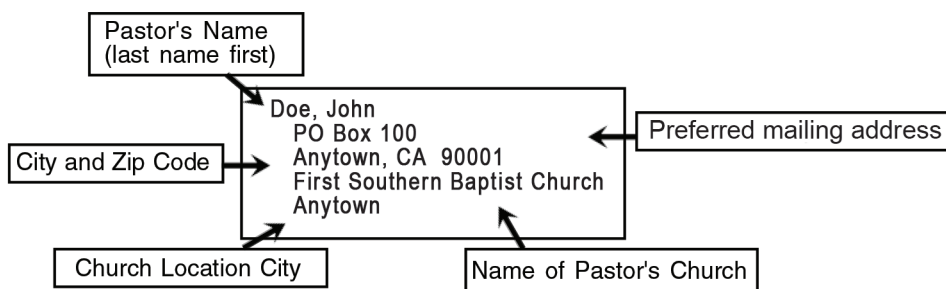 Pastor's Name
(last name first)
Doe, John
PO Box 100
Preferred mailing address
City and Zip Code
Anytown, CA 90001
First Southern Baptist Church
Anytown
Church Location City
Name of Pastor's Church